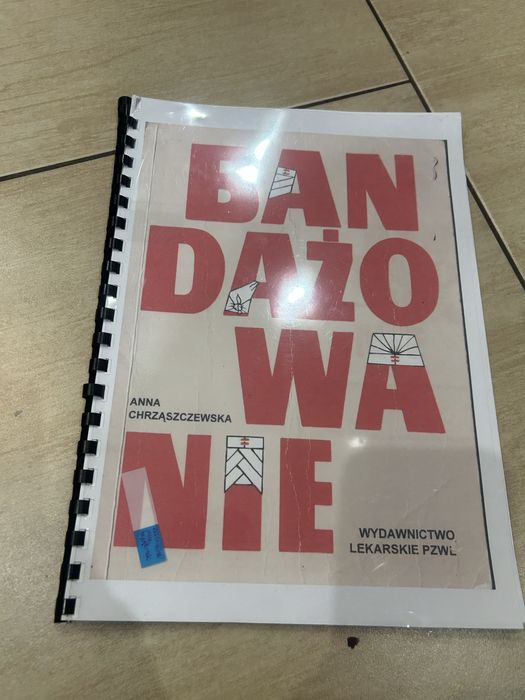 BAN
DAŻO
WA
NIE
ANNA
CHRZĄSZCZEWSKA
WYDAWNICTWO
LEKARSKIE PZWL